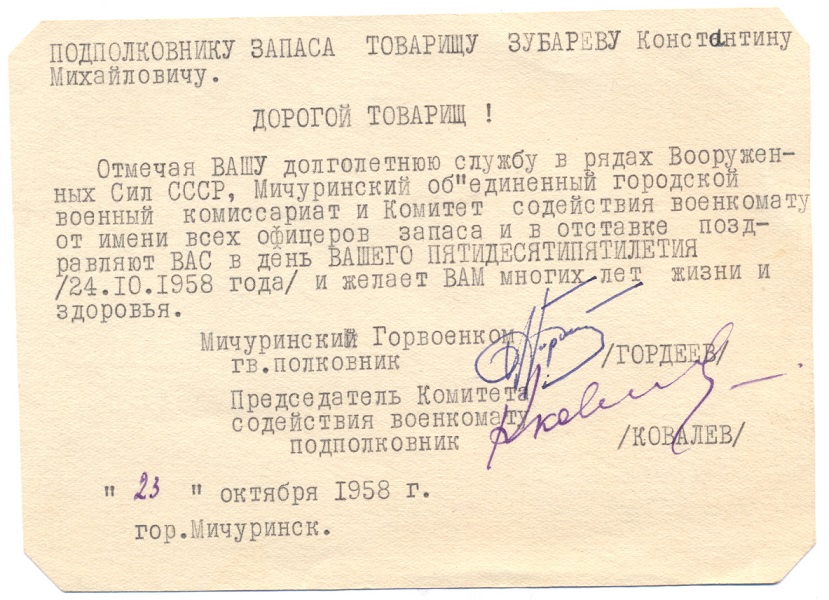 ПОДПОЛКОВНИКУ ЗАПАСА ТОВАРИЩУ ЗУБАРЕВУ Константину
Михайловичу.
ДОРОГОЙ ТОВАРИЩ !
Отмечая ВАШУ долголетнюю службу в рядах Вооружен-
ных Сил СССР, Мичуринский об"единенный городской
военный комиссариат и Комитет содействия военкомату
от имени всех офицеров запаса и в отставке позд-
равляют ВАС в день ВАШЕГО ПЯТИДЕСЯТИПЯТИЛЕТИЯ
/24.IO.1958 года/ и желает ВАМ многих лет жизни и
здоровья.
Мичуринский Горвоенком
гв.полковник /ГОРДЕЕВ/
Председатель Комитета
содействия военкомату
подполковник /КОВАЛЕВ/
" 23 " октября 1958 г.
гор.Мичуринск.